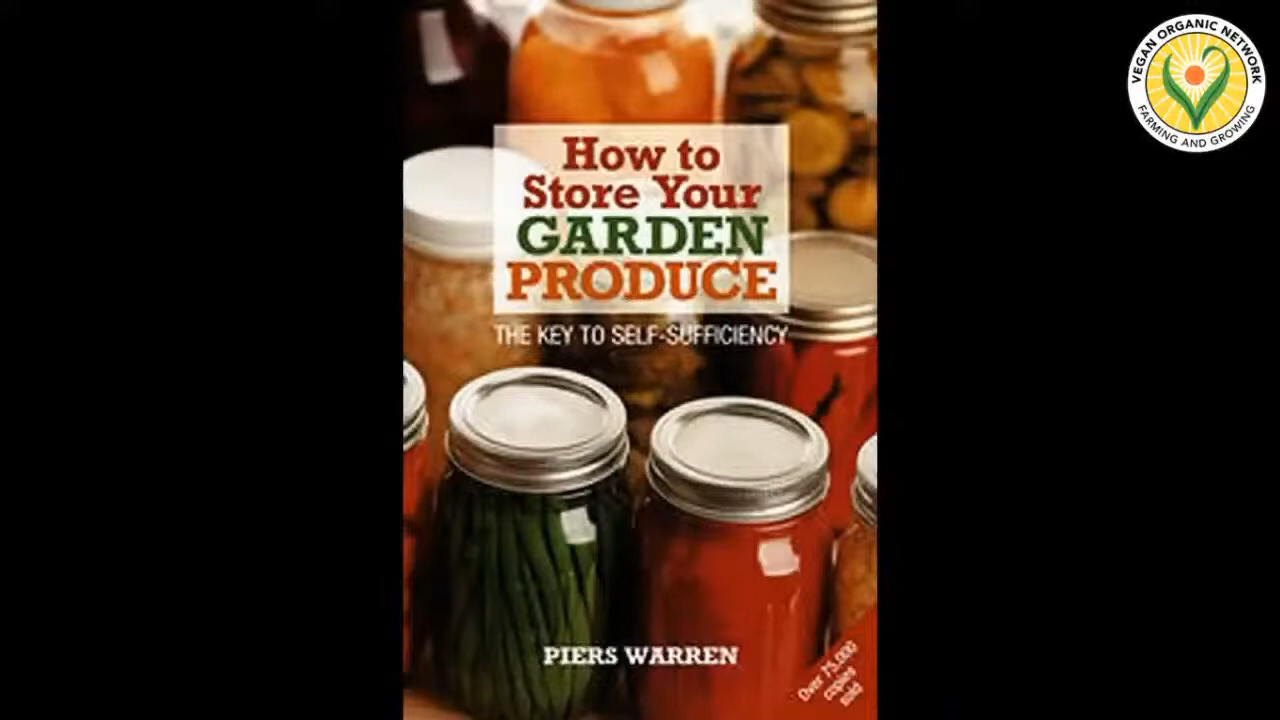 How to
Store Your
GARDEN
PRODUCE
THE KEY TO SELF-SUFFICIENCY
PIERS WARREN
Over 75,000
copies
sold
VEGAN ORGANIC NETWORK
FARMING AND GROWING